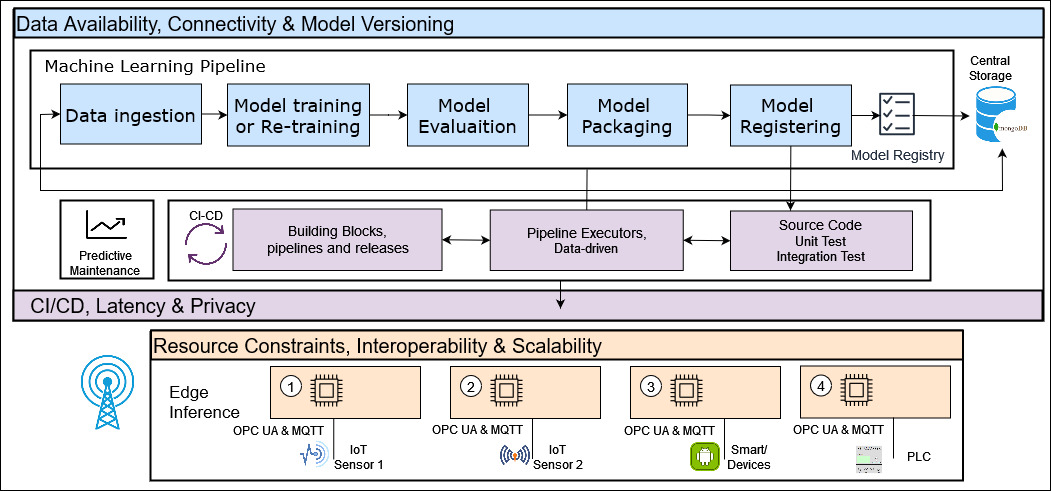 Data Availability, Connectivity & Model Versioning
Machine Learning Pipeline
Central
Storage
Data ingestion
Model training
or Re-training
Model
Evaluaition
Model
Packaging
Model
Registering
Model Registry
mongoDB
Predictive
Maintenance
CI-CD
Building Blocks,
pipelines and releases
Pipeline Executors,
Data-driven
Source Code
Unit Test
Integration Test
CI/CD, Latency & Privacy
Resource Constraints, Interoperability & Scalability
Edge
Inference
1
2
3
4
OPC UA & MQTT
OPC UA & MQTT
OPC UA & MQTT
OPC UA & MQTT
IoT
Sensor 1
IoT
Sensor 2
Smart/
Devices
PLC